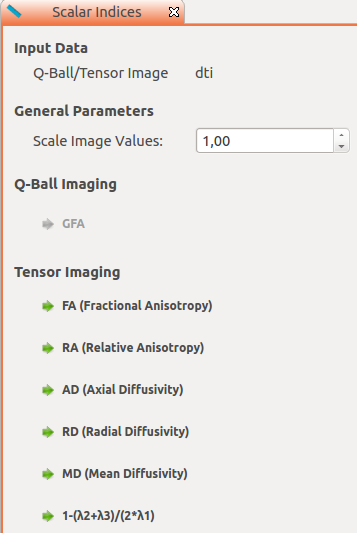 Scalar Indices
Input Data
Q-Ball/Tensor Image dti
General Parameters
Scale Image Values: 1,00
Q-Ball Imaging
GFA
Tensor Imaging
FA (Fractional Anisotropy)
RA (Relative Anisotropy)
AD (Axial Diffusivity)
RD (Radial Diffusivity)
MD (Mean Diffusivity)
1-(λ2+λ3)/(2*λ1)